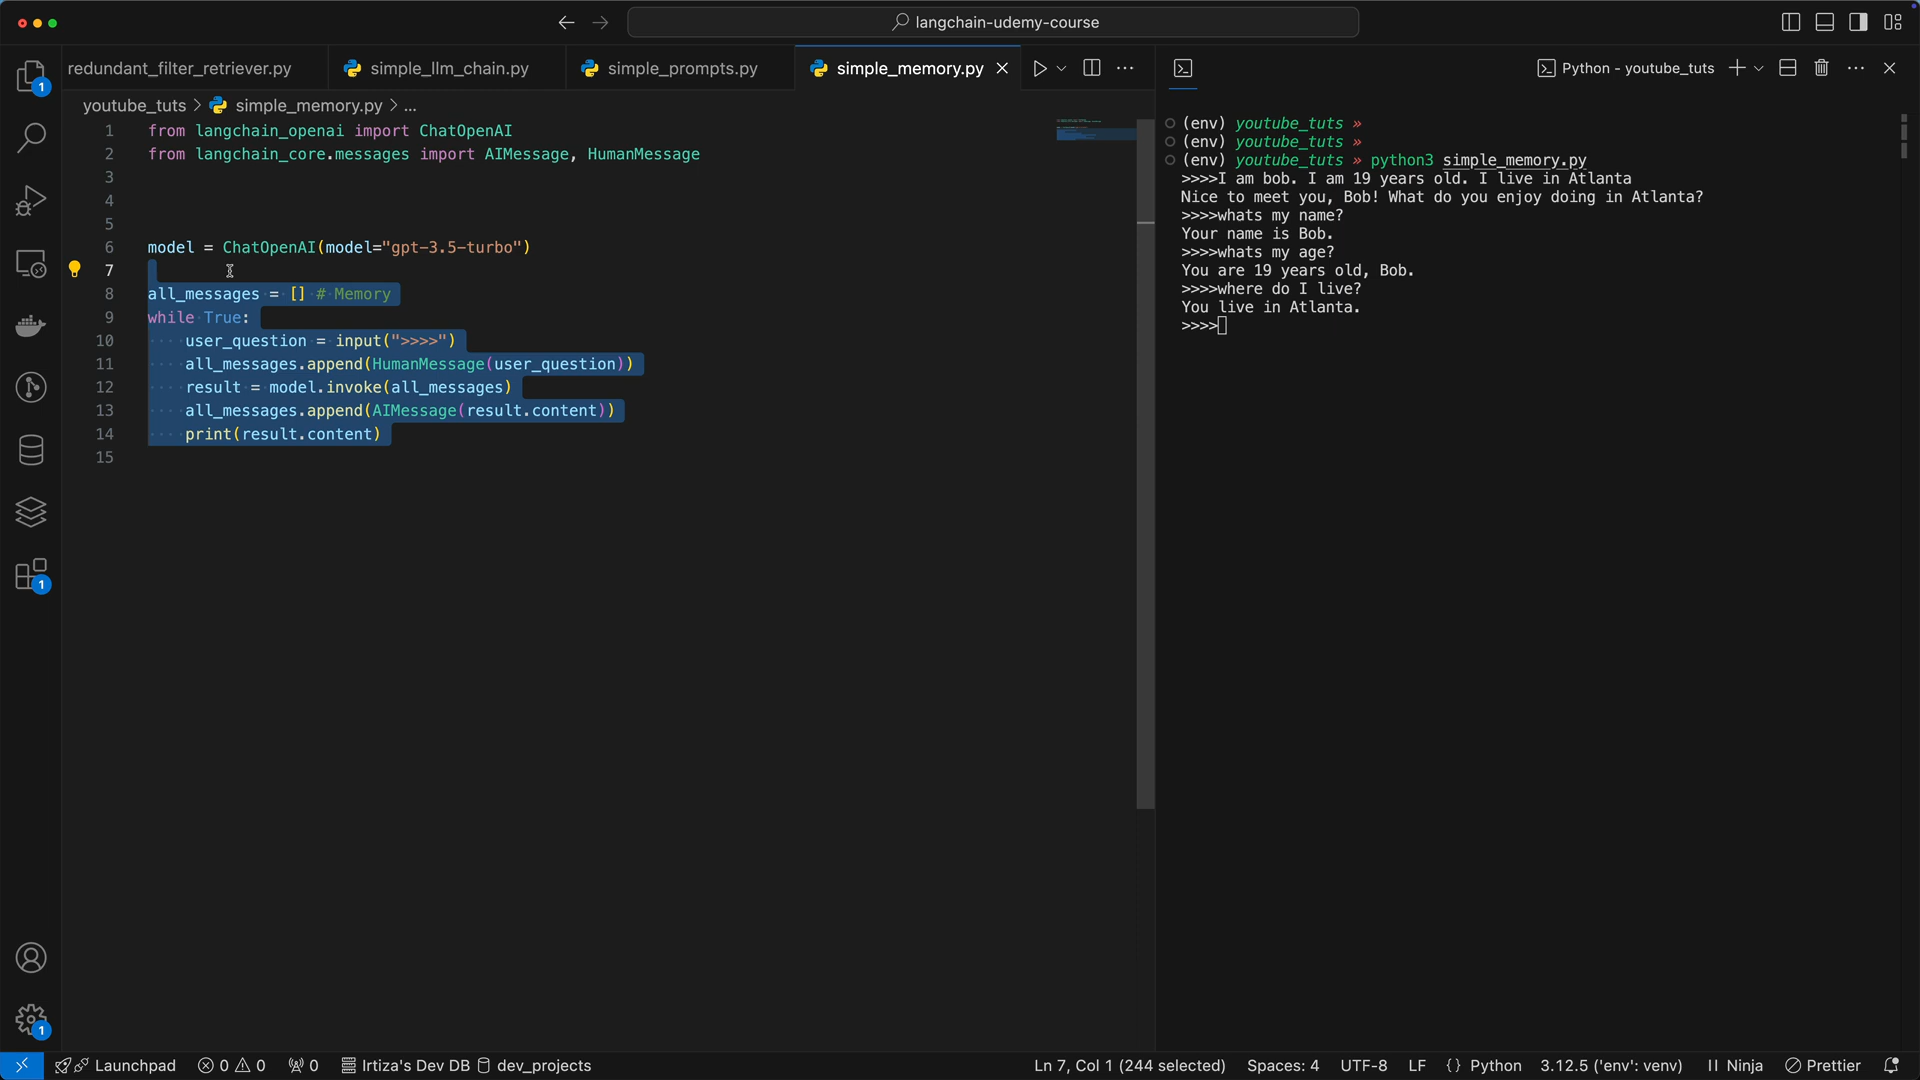 langchain-udemy-course
redundant_filter_retriever.py
simple_llm_chain.py
simple_prompts.py
simple_memory.py
Python - youtube_tuts
youtube_tuts > simple_memory.py > ...
1 from langchain_openai import ChatOpenAI
2 from langchain_core.messages import AIMessage, HumanMessage
3
4
5
6 model = ChatOpenAI(model="gpt-3.5-turbo")
7
8 all_messages = [] # Memory
9 while True:
10 user_question = input(">>>>")
11 all_messages.append(HumanMessage(user_question))
12 result = model.invoke(all_messages)
13 all_messages.append(AIMessage(result.content))
14 print(result.content)
15
(env) youtube_tuts »
(env) youtube_tuts »
(env) youtube_tuts » python3 simple_memory.py
>>>>I am bob. I am 19 years old. I live in Atlanta
Nice to meet you, Bob! What do you enjoy doing in Atlanta?
>>>>whats my name?
Your name is Bob.
>>>>whats my age?
You are 19 years old, Bob.
>>>>where do I live?
You live in Atlanta.
>>>>
1
1
1
Launchpad
0 0
0
Irtiza's Dev DB
dev_projects
Ln 7, Col 1 (244 selected)
Spaces: 4
UTF-8
LF
{} Python
3.12.5 ('env': venv)
Ninja
Prettier